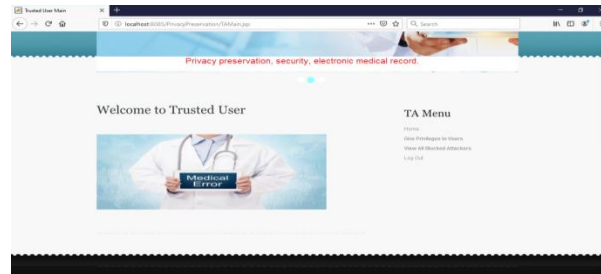 Trusted User Main
localhost:8085/PrivacyPreservation/TAMain.jsp
Search
Privacy preservation, security, electronic medical record.
Welcome to Trusted User
Medical
Error
TA Menu
Home
Give Privileges to Users
View All Blocked Attackers
Log Out